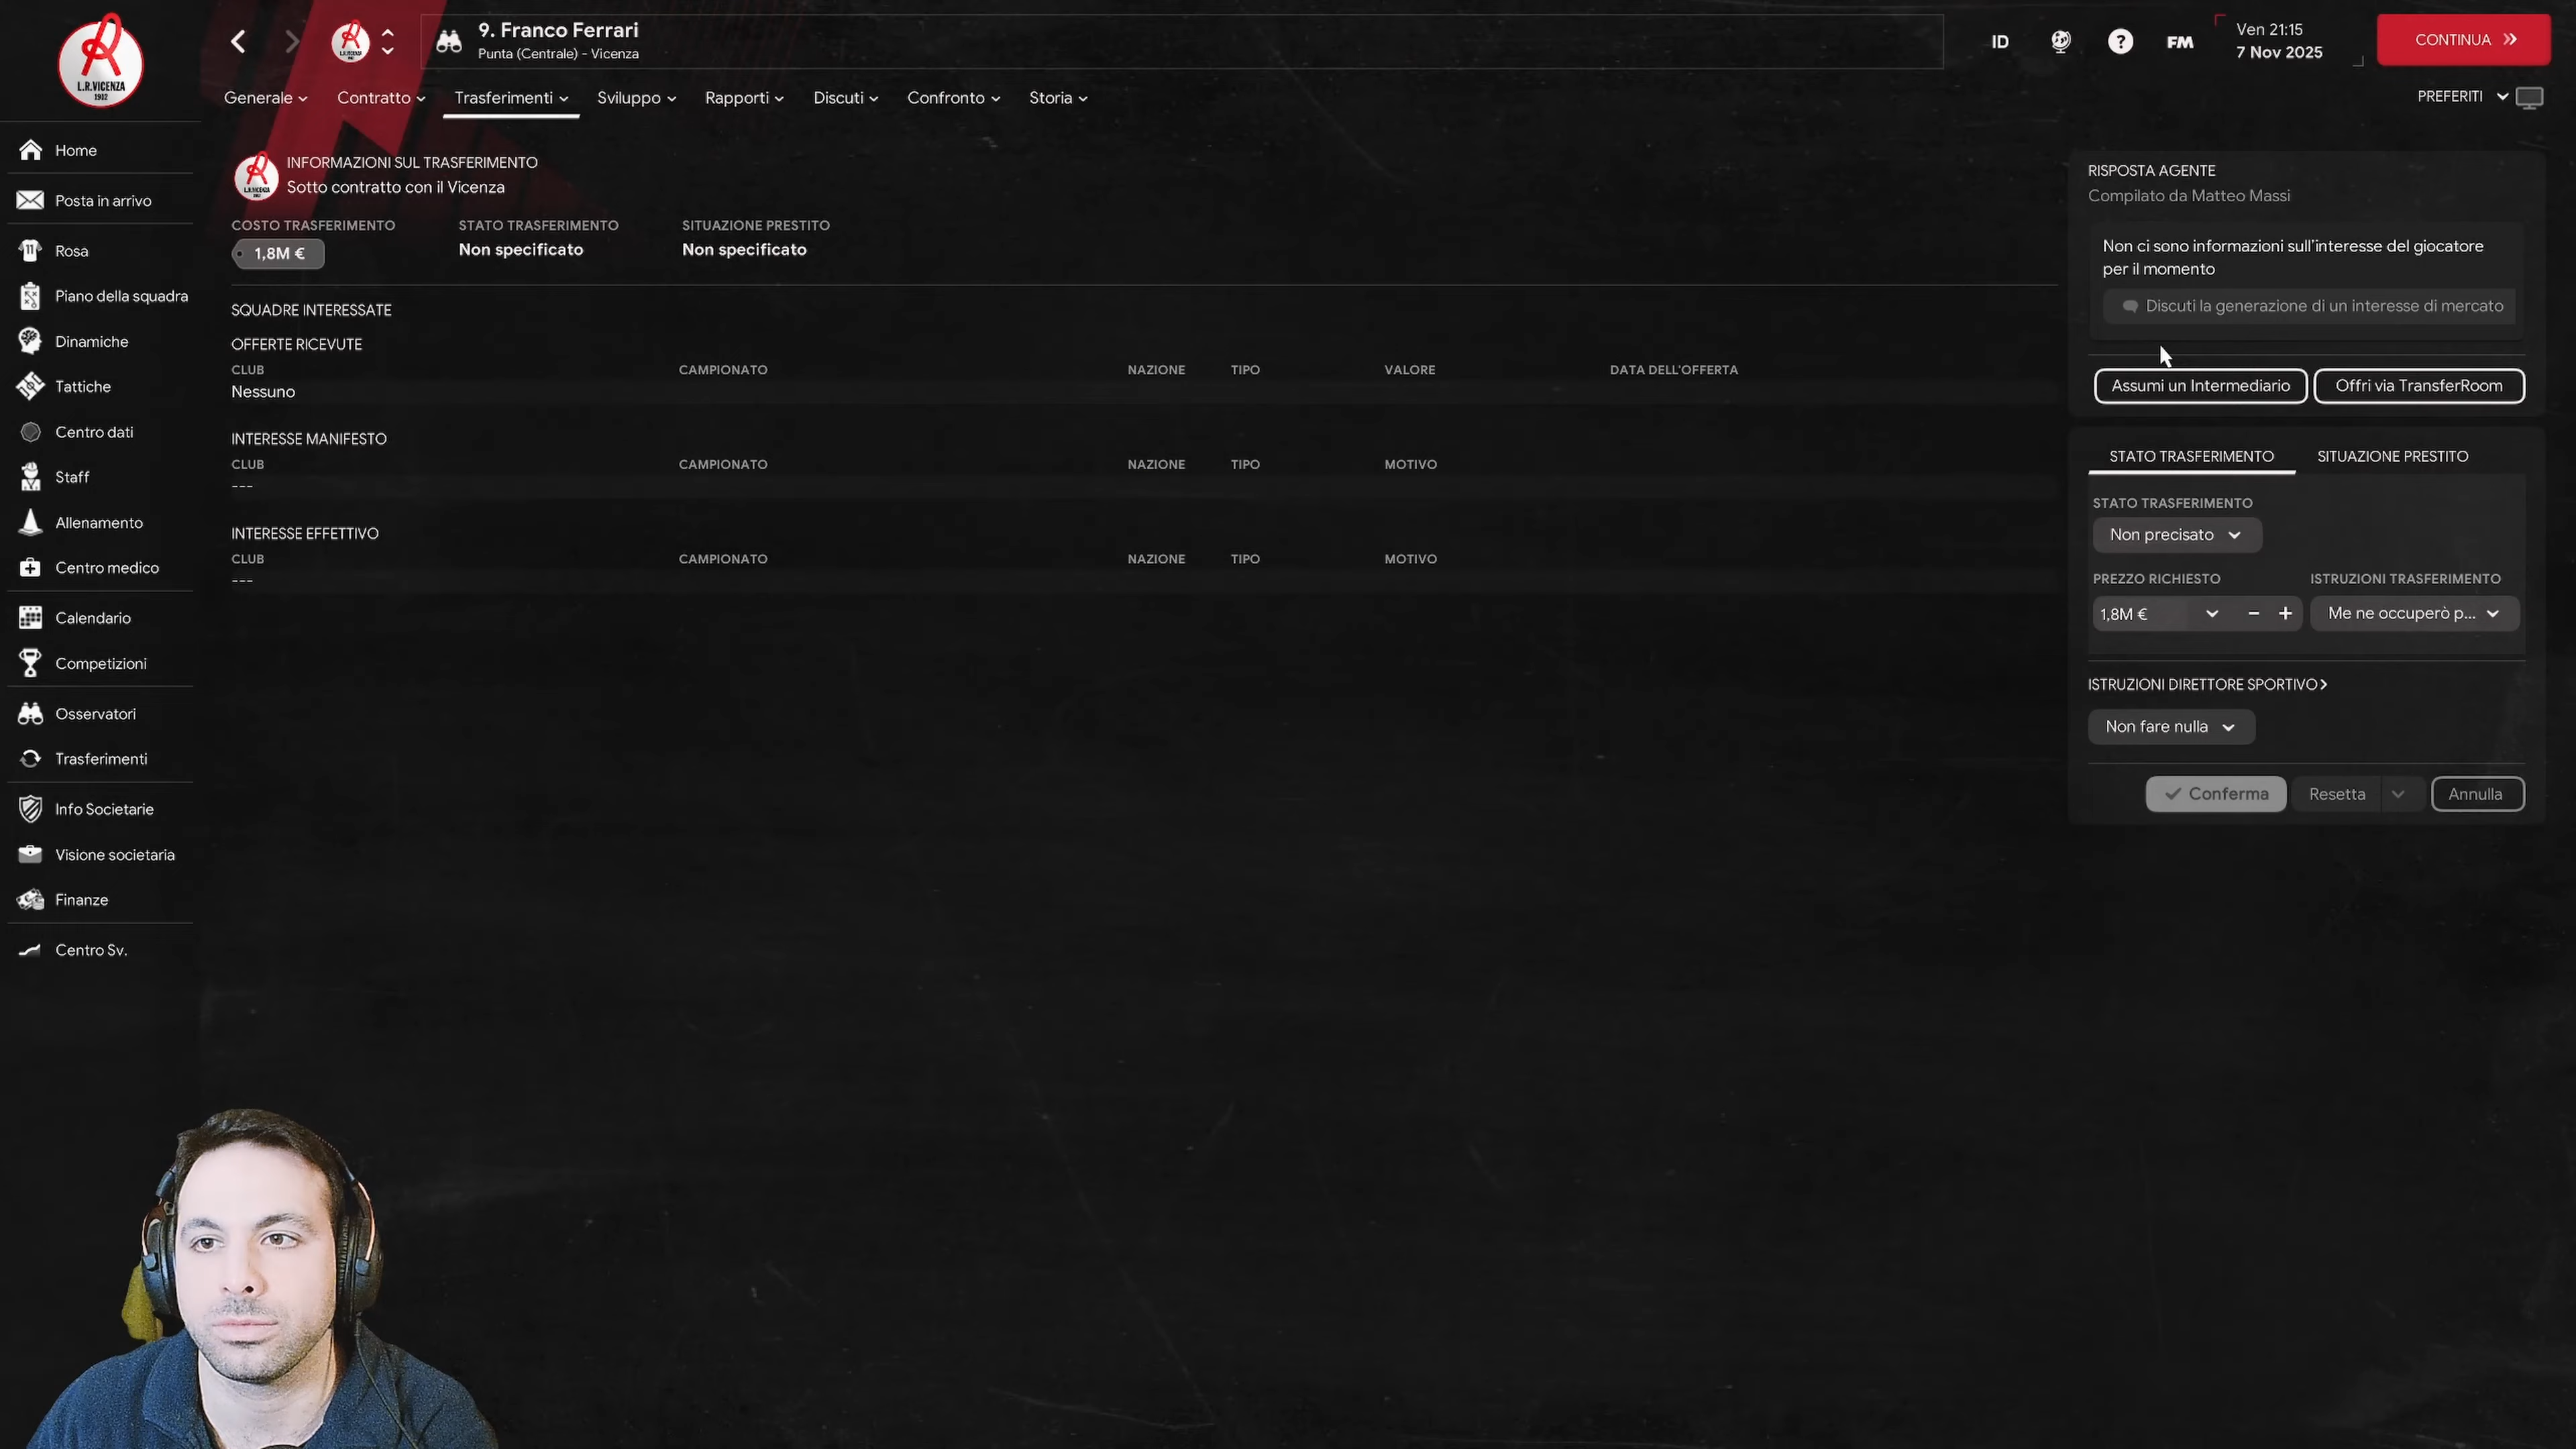 9. Franco Ferrari
Punta (Centrale) - Vicenza
ID
FM
Ven 21:15
7 Nov 2025
CONTINUA
L.R.VICENZA
1902
Generale
Contratto
Trasferimenti
Sviluppo
Rapporti
Discuti
Confronto
Storia
PREFERITI
Home
Posta in arrivo
Rosa
Piano della squadra
Dinamiche
Tattiche
Centro dati
Staff
Allenamento
Centro medico
Calendario
Competizioni
Osservatori
Trasferimenti
Info Societarie
Visione societaria
Finanze
Centro Sv.
INFORMAZIONI SUL TRASFERIMENTO
Sotto contratto con il Vicenza
COSTO TRASFERIMENTO STATO TRASFERIMENTO SITUAZIONE PRESTITO
1,8M € Non specificato Non specificato
SQUADRE INTERESSATE
OFFERTE RICEVUTE
CLUB CAMPIONATO NAZIONE TIPO VALORE DATA DELL'OFFERTA
Nessuno
INTERESSE MANIFESTO
CLUB CAMPIONATO NAZIONE TIPO MOTIVO
---
INTERESSE EFFETTIVO
CLUB CAMPIONATO NAZIONE TIPO MOTIVO
---
RISPOSTA AGENTE
Compilato da Matteo Massi
Non ci sono informazioni sull'interesse del giocatore
per il momento
Discuti la generazione di un interesse di mercato
Assumi un Intermediario Offri via TransferRoom
STATO TRASFERIMENTO SITUAZIONE PRESTITO
STATO TRASFERIMENTO
Non precisato
PREZZO RICHIESTO ISTRUZIONI TRASFERIMENTO
1,8M € − + Me ne occuperò p...
ISTRUZIONI DIRETTORE SPORTIVO
Non fare nulla
Conferma Resetta Annulla